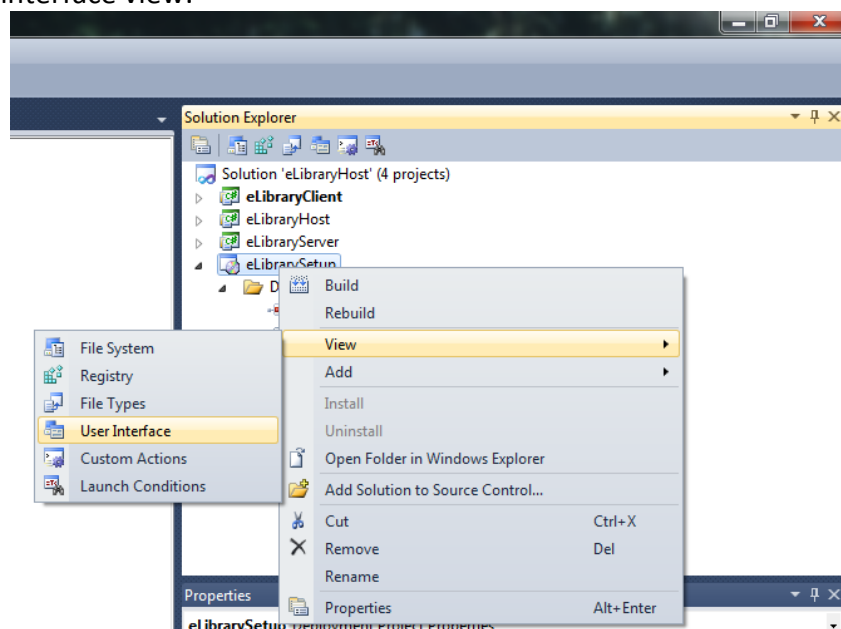 interface view.
Solution Explorer
Solution 'eLibraryHost' (4 projects)
eLibraryClient
eLibraryHost
eLibraryServer
eLibrarySetup
D
Build
Rebuild
View
Add
Install
Uninstall
Open Folder in Windows Explorer
Add Solution to Source Control...
Cut Ctrl+X
Remove Del
Rename
Properties Alt+Enter
File System
Registry
File Types
User Interface
Custom Actions
Launch Conditions
Properties
eLibrarySetup Deployment Project Properties